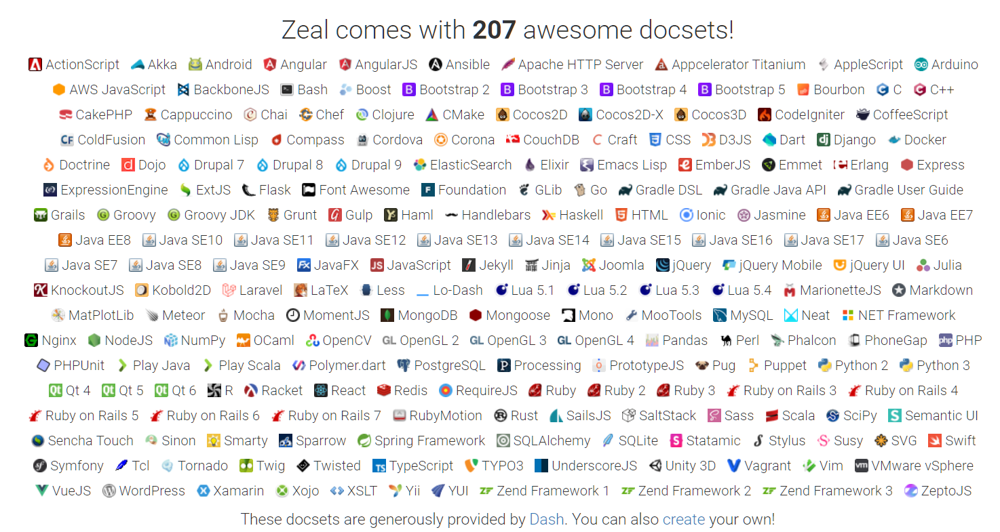 Zeal comes with 207 awesome docsets!
ActionScript Akka Android Angular AngularJS Ansible Apache HTTP Server Appcelerator Titanium AppleScript Arduino
AWS JavaScript BackboneJS Bash Boost Bootstrap 2 Bootstrap 3 Bootstrap 4 Bootstrap 5 Bourbon C C++
CakePHP Cappuccino Chai Chef Clojure CMake Cocos2D Cocos2D-X Cocos3D CodeIgniter CoffeeScript
ColdFusion Common Lisp Compass Cordova Corona CouchDB Craft CSS D3JS Dart Django Docker
Doctrine Dojo Drupal 7 Drupal 8 Drupal 9 ElasticSearch Elixir Emacs Lisp EmberJS Emmet Erlang Express
ExpressionEngine ExtJS Flask Font Awesome Foundation GLib Go Gradle DSL Gradle Java API Gradle User Guide
Grails Groovy Groovy JDK Grunt Gulp Haml Handlebars Haskell HTML Ionic Jasmine Java EE6 Java EE7
Java EE8 Java SE10 Java SE11 Java SE12 Java SE13 Java SE14 Java SE15 Java SE16 Java SE17 Java SE6
Java SE7 Java SE8 Java SE9 JavaFX JavaScript Jekyll Jinja Joomla jQuery jQuery Mobile jQuery UI Julia
KnockoutJS Kobold2D Laravel LaTeX Less Lo-Dash Lua 5.1 Lua 5.2 Lua 5.3 Lua 5.4 MarionetteJS Markdown
MatPlotLib Meteor Mocha MomentJS MongoDB Mongoose Mono MooTools MySQL Neat NET Framework
Nginx NodeJS NumPy OCaml OpenCV OpenGL 2 OpenGL 3 OpenGL 4 Pandas Perl Phalcon PhoneGap PHP
PHPUnit Play Java Play Scala Polymer.dart PostgreSQL Processing PrototypeJS Pug Puppet Python 2 Python 3
Qt 4 Qt 5 Qt 6 R Racket React Redis RequireJS Ruby Ruby 2 Ruby 3 Ruby on Rails 3 Ruby on Rails 4
Ruby on Rails 5 Ruby on Rails 6 Ruby on Rails 7 RubyMotion Rust SailsJS SaltStack Sass Scala SciPy Semantic UI
Sencha Touch Sinon Smarty Sparrow Spring Framework SQLAlchemy SQLite Statamic Stylus Susy SVG Swift
Symfony Tcl Tornado Twig Twisted TypeScript TYPO3 UnderscoreJS Unity 3D Vagrant Vim VMware vSphere
VueJS WordPress Xamarin Xojo XSLT Yii YUI Zend Framework 1 Zend Framework 2 Zend Framework 3 ZeptoJS
These docsets are generously provided by Dash. You can also create your own!